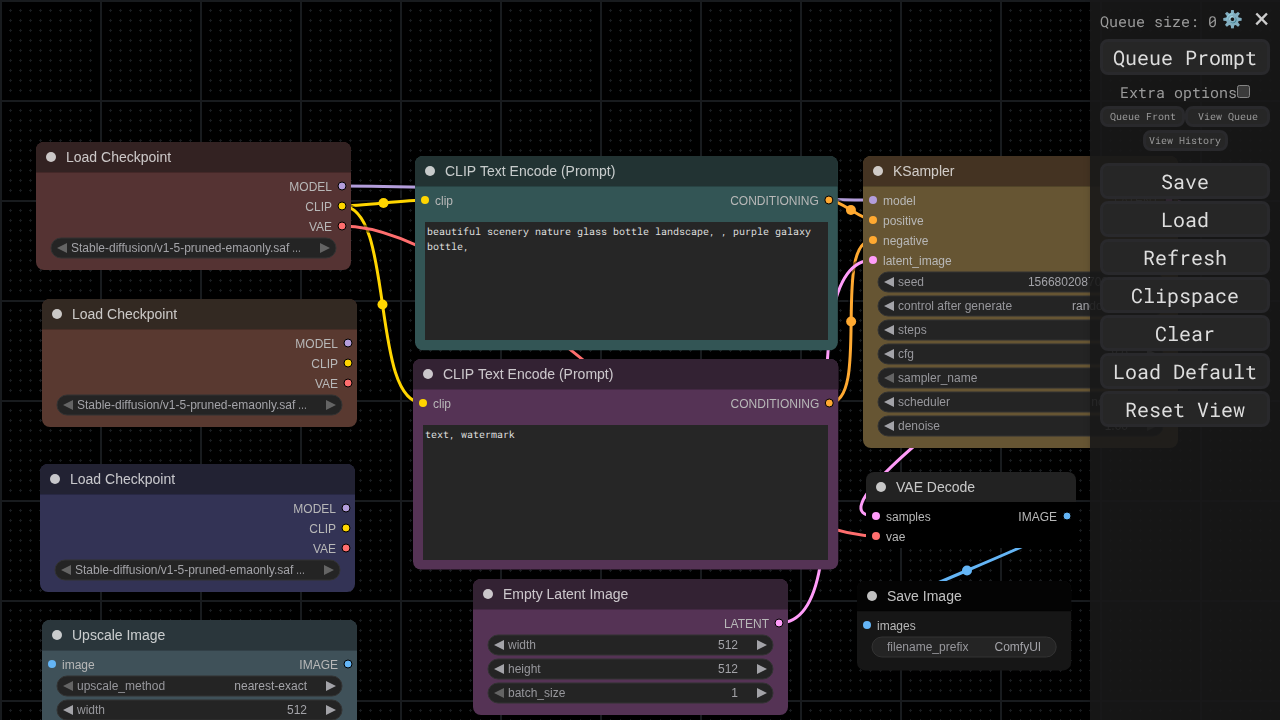 Queue size: 0
Queue Prompt
Extra options
Queue Front
View Queue
View History
Save
Load
Refresh
Clipspace
Clear
Load Default
Reset View
Load Checkpoint
MODEL
CLIP
VAE
Stable-diffusion/v1-5-pruned-emaonly.saf ...
Load Checkpoint
MODEL
CLIP
VAE
Stable-diffusion/v1-5-pruned-emaonly.saf ...
Load Checkpoint
MODEL
CLIP
VAE
Stable-diffusion/v1-5-pruned-emaonly.saf ...
Upscale Image
image IMAGE
upscale_method nearest-exact
width 512
CLIP Text Encode (Prompt)
clip CONDITIONING
beautiful scenery nature glass bottle landscape, , purple galaxy
bottle,
CLIP Text Encode (Prompt)
clip CONDITIONING
text, watermark
Empty Latent Image
LATENT
width 512
height 512
batch_size 1
KSampler
model
positive
negative
latent_image
seed
control after generate
steps
cfg
sampler_name
scheduler
denoise
VAE Decode
samples IMAGE
vae
Save Image
images
filename_prefix ComfyUI